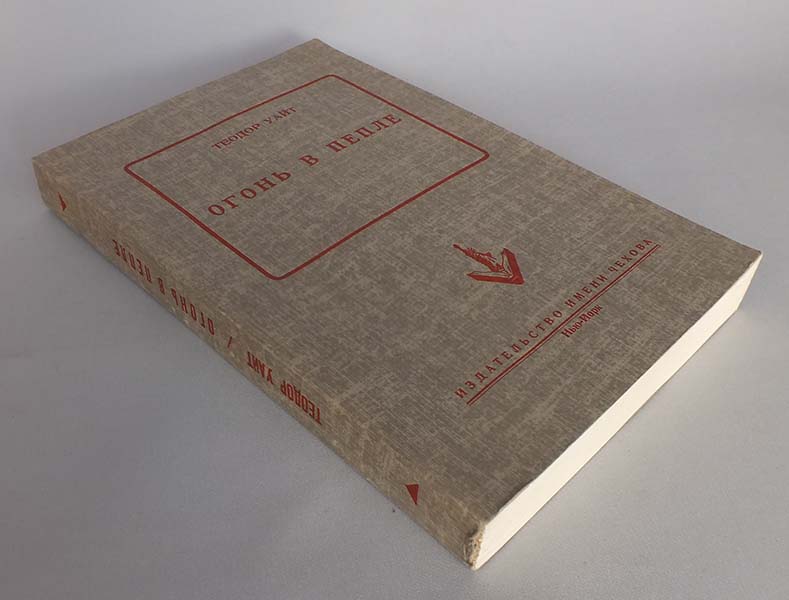 ТЕОДОР УАЙТ
ОГОНЬ В ПЕПЛЕ
ИЗДАТЕЛЬСТВО ИМЕНИ ЧЕХОВА
Нью-Йорк
ТЕОДОР УАЙТ / ОГОНЬ В ПЕПЛЕ